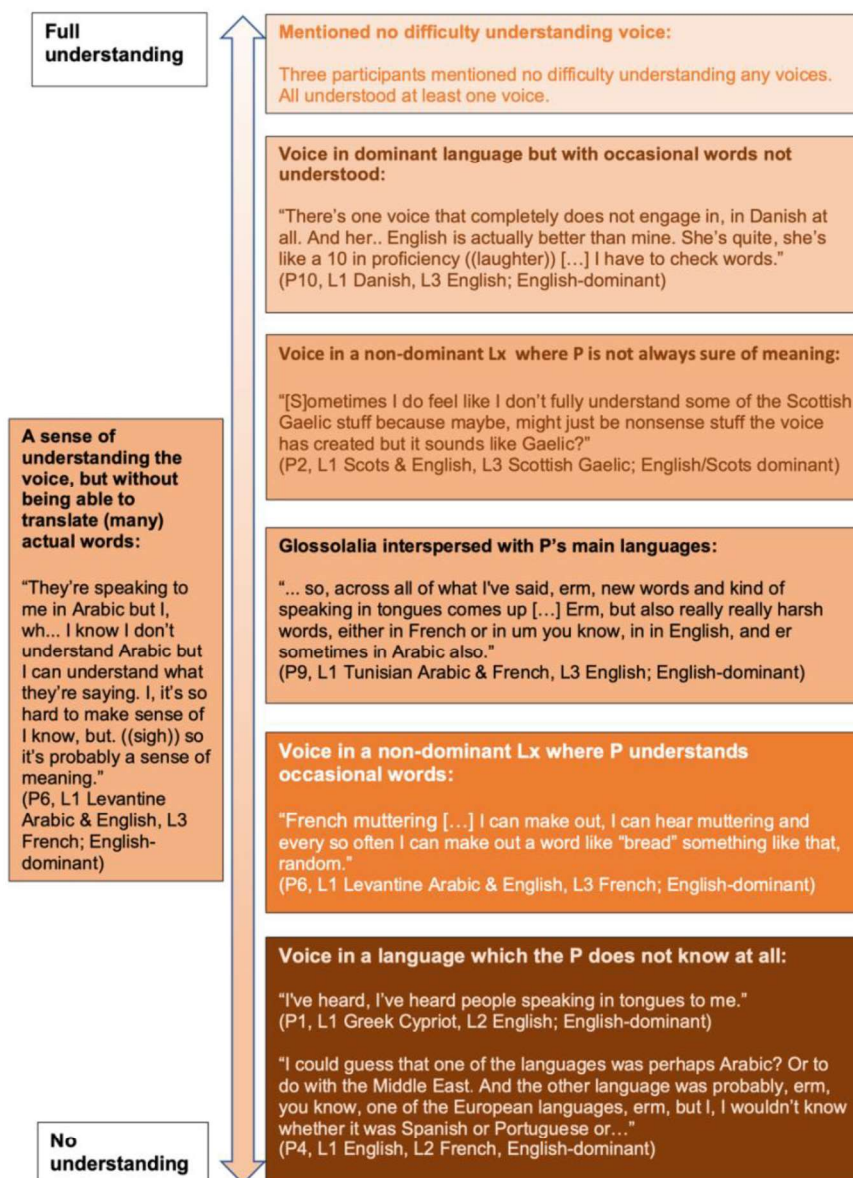 Full
understanding
Mentioned no difficulty understanding voice:
Three participants mentioned no difficulty understanding any voices.
All understood at least one voice.
Voice in dominant language but with occasional words not
understood:
“There’s one voice that completely does not engage in, in Danish at
all. And her.. English is actually better than mine. She’s quite, she’s
like a 10 in proficiency ((laughter)) […] I have to check words.”
(P10, L1 Danish, L3 English; English-dominant)
Voice in a non-dominant Lx where P is not always sure of meaning:
“[S]ometimes I do feel like I don’t fully understand some of the Scottish
Gaelic stuff because maybe, might just be nonsense stuff the voice
has created but it sounds like Gaelic?”
(P2, L1 Scots & English, L3 Scottish Gaelic; English/Scots dominant)
A sense of
understanding the
voice, but without
being able to
translate (many)
actual words:
“They’re speaking to
me in Arabic but I,
wh... I know I don’t
understand Arabic but
I can understand what
they’re saying. I, it’s so
hard to make sense of
I know, but. ((sigh)) so
it’s probably a sense of
meaning.”
(P6, L1 Levantine
Arabic & English, L3
French; English-
dominant)
Glossolalia interspersed with P’s main languages:
“... so, across all of what I've said, erm, new words and kind of
speaking in tongues comes up […] Erm, but also really really harsh
words, either in French or in um you know, in in English, and er
sometimes in Arabic also.”
(P9, L1 Tunisian Arabic & French, L3 English; English-dominant)
Voice in a non-dominant Lx where P understands
occasional words:
“French muttering […] I can make out, I can hear muttering and
every so often I can make out a word like “bread” something like that,
random.”
(P6, L1 Levantine Arabic & English, L3 French; English-dominant)
Voice in a language which the P does not know at all:
“I've heard, I’ve heard people speaking in tongues to me.”
(P1, L1 Greek Cypriot, L2 English; English-dominant)
“I could guess that one of the languages was perhaps Arabic? Or to
do with the Middle East. And the other language was probably, erm,
you know, one of the European languages, erm, but I, I wouldn’t know
whether it was Spanish or Portuguese or…”
(P4, L1 English, L2 French, English-dominant)
No
understanding